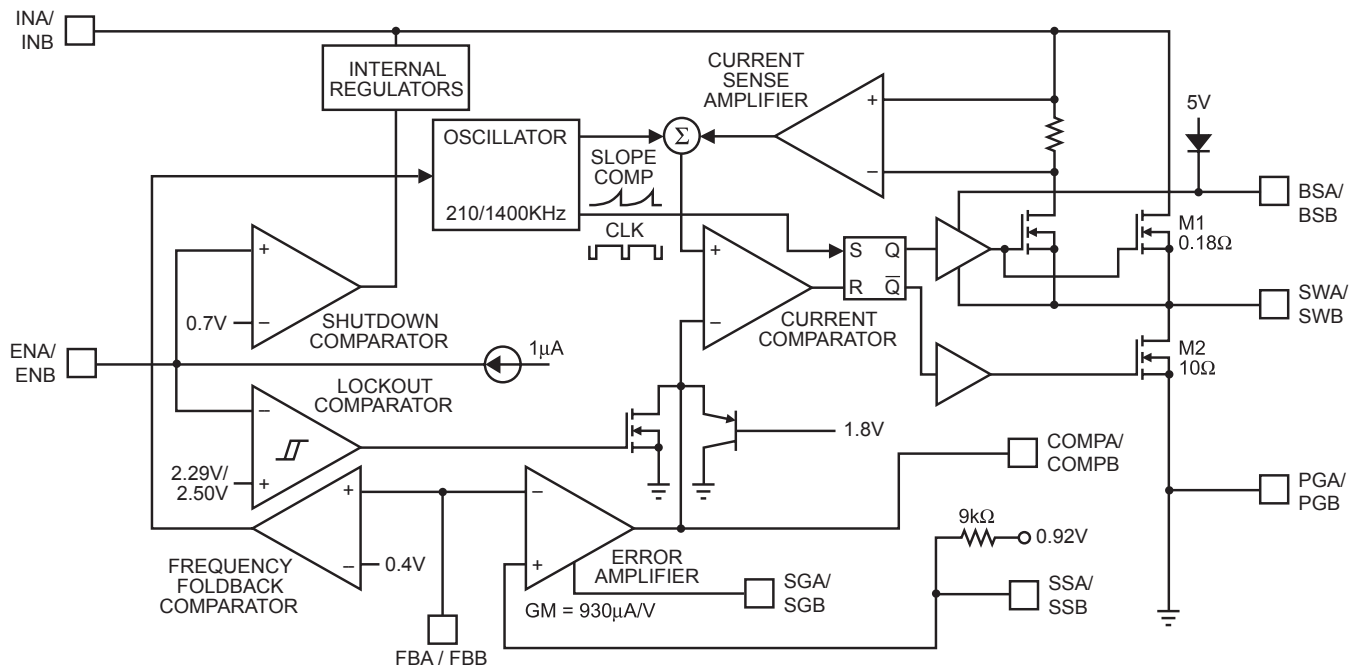 INA/
INB
INTERNAL
REGULATORS
CURRENT
SENSE
AMPLIFIER
+
−
5V
OSCILLATOR
210/1400KHz
Σ
SLOPE
COMP
CLK
BSA/
BSB
M1
0.18Ω
+
−
0.7V
SHUTDOWN
COMPARATOR
+
−
CURRENT
COMPARATOR
S Q
R Q̅
SWA/
SWB
M2
10Ω
ENA/
ENB
1μA
LOCKOUT
COMPARATOR
−
+
2.29V/
2.50V
1.8V
COMPA/
COMPB
PGA/
PGB
+
−
0.4V
FREQUENCY
FOLDBACK
COMPARATOR
−
+
ERROR
AMPLIFIER
GM = 930μA/V
9kΩ
0.92V
SGA/
SGB
SSA/
SSB
FBA / FBB